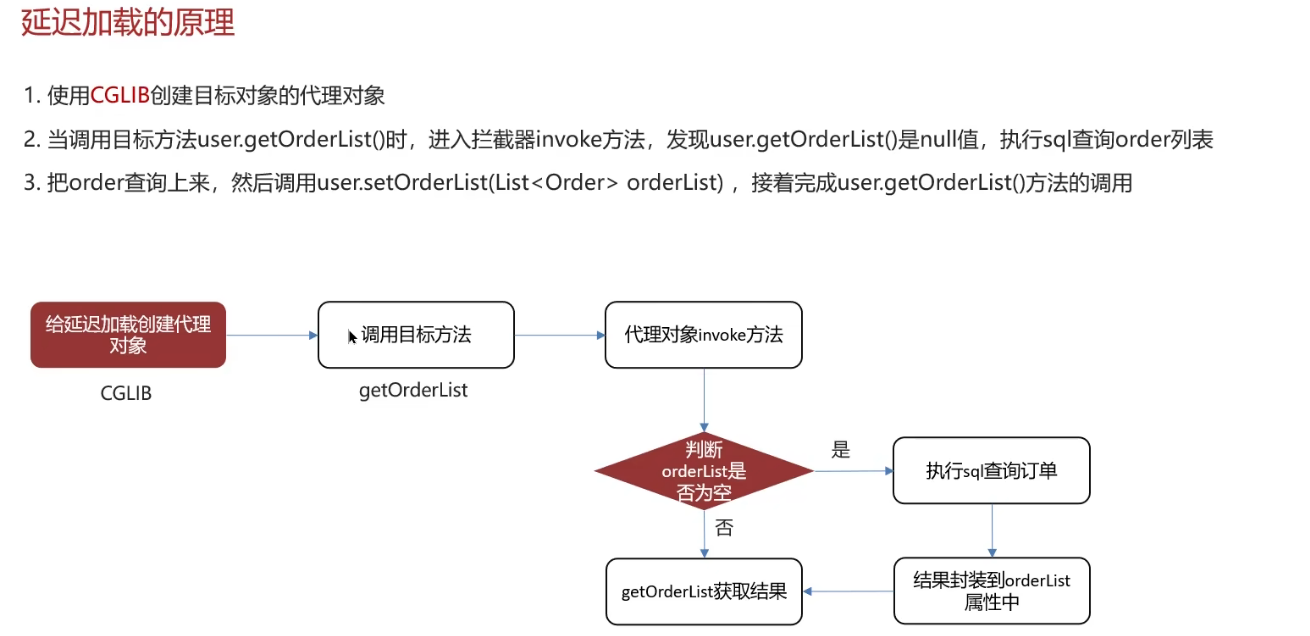 延迟加载的原理
1. 使用CGLIB创建目标对象的代理对象
2. 当调用目标方法user.getOrderList()时，进入拦截器invoke方法，发现user.getOrderList()是null值，执行sql查询order列表
3. 把order查询上来，然后调用user.setOrderList(List<Order> orderList) ，接着完成user.getOrderList()方法的调用
给延迟加载创建代理
对象
CGLIB
调用目标方法
getOrderList
代理对象invoke方法
判断
orderList是
否为空
是
执行sql查询订单
否
结果封装到orderList
属性中
getOrderList获取结果